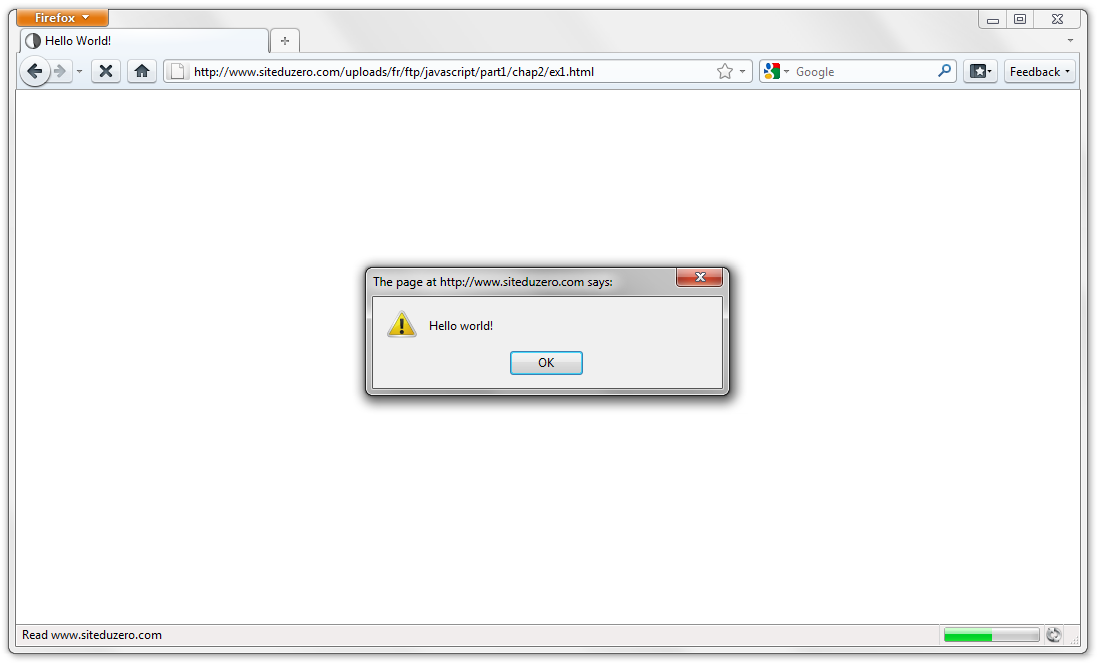 Firefox
Hello World!
http://www.siteduzero.com/uploads/fr/ftp/javascript/part1/chap2/ex1.html
Google
Feedback
The page at http://www.siteduzero.com says:
Hello world!
OK
Read www.siteduzero.com